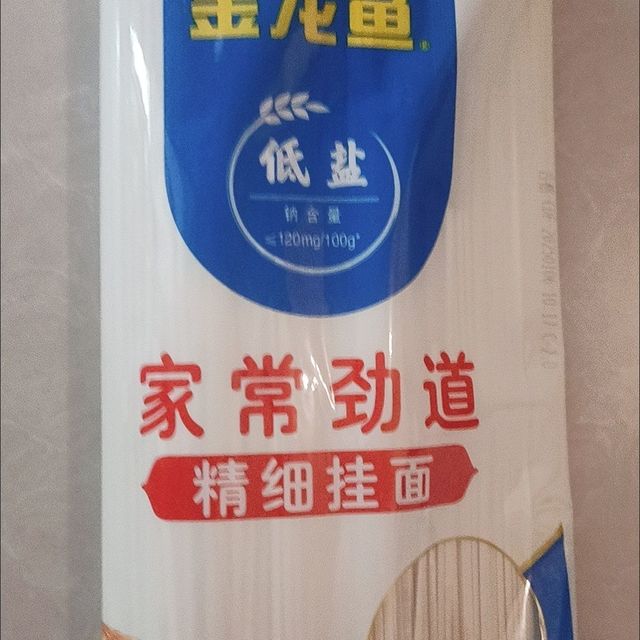 金龙鱼
低盐
钠含量
≤120mg/100g*
家常劲道
精细挂面